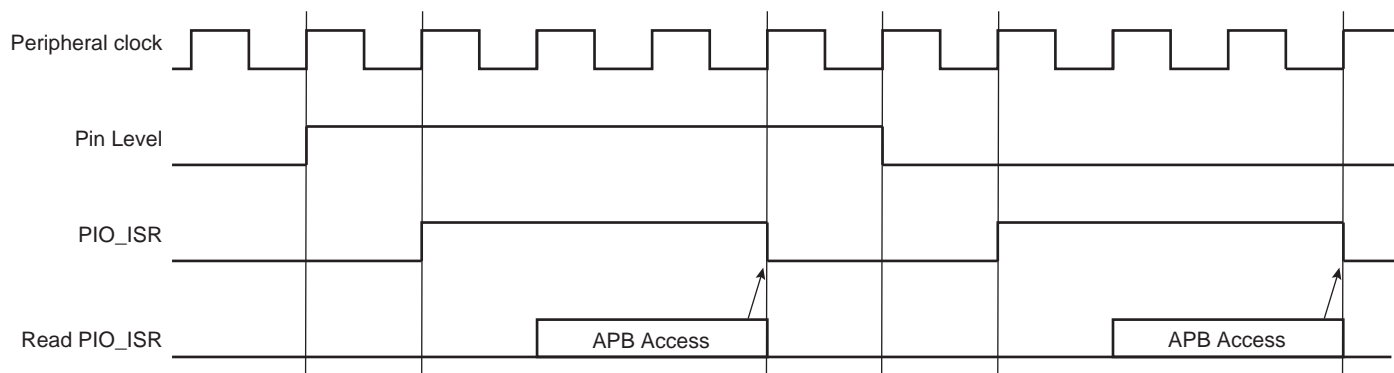 Peripheral clock
Pin Level
PIO_ISR
Read PIO_ISR
APB Access
APB Access